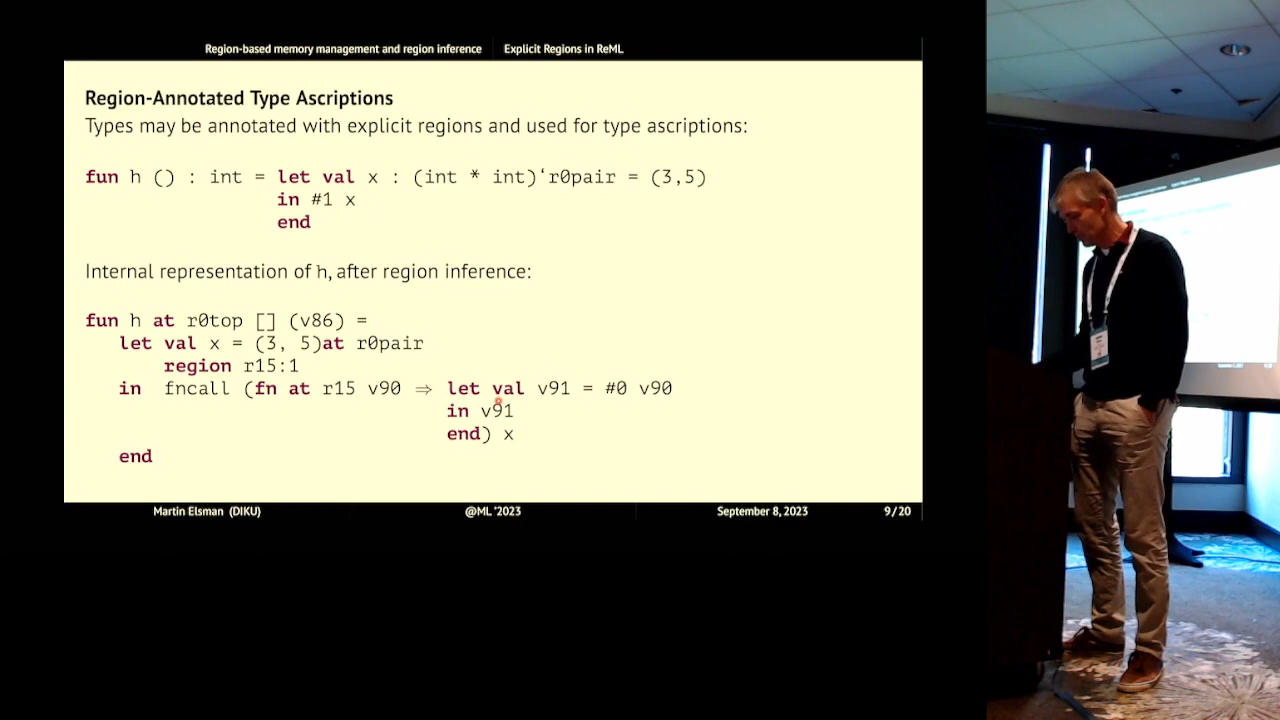 Region-based memory management and region inference Explicit Regions in ReML
Region-Annotated Type Ascriptions
Types may be annotated with explicit regions and used for type ascriptions:
fun h () : int = let val x : (int * int)‘r0pair = (3,5)
in #1 x
end
Internal representation of h, after region inference:
fun h at r0top [] (v86) =
let val x = (3, 5)at r0pair
region r15:1
in fncall (fn at r15 v90 ⇒ let val v91 = #0 v90
in v91
end) x
end
Martin Elsman (DIKU) @ML '2023 September 8, 2023 9/20